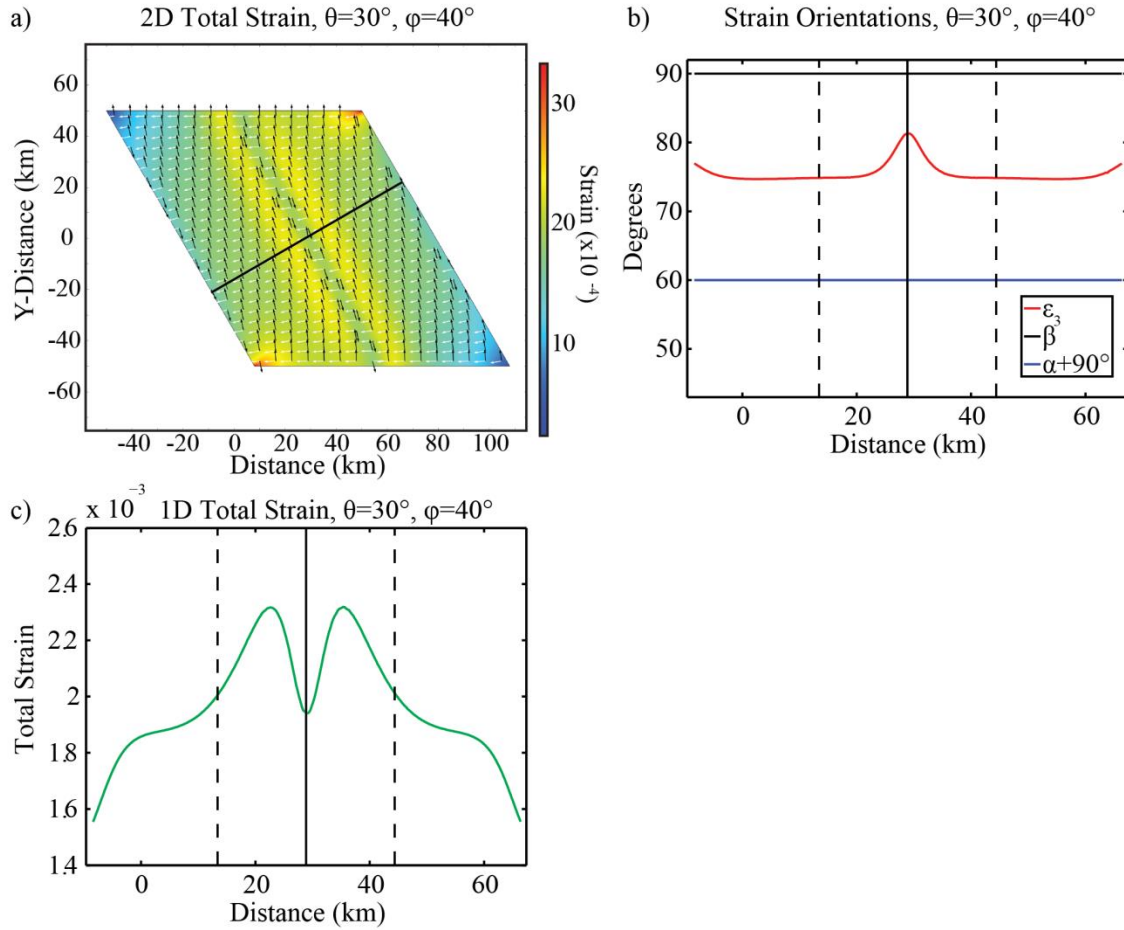 a) 2D Total Strain, θ=30°, φ=40°
60
40
20
0
-20
-40
-60
Y-Distance (km)
-40 -20 0 20 40 60 80 100
Distance (km)
30
20
10
Strain (x10 ⁻⁴)
b) Strain Orientations, θ=30°, φ=40°
90
80
70
60
50
Degrees
ε₃
β
α+90°
0 20 40 60
Distance (km)
c) x 10⁻³ 1D Total Strain, θ=30°, φ=40°
2.6
2.4
2.2
2
1.8
1.6
1.4
Total Strain
0 20 40 60
Distance (km)